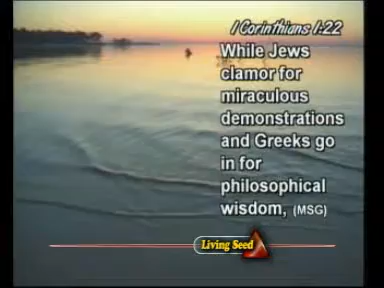 1 Corinthians 1:22
While Jews
clamor for
miraculous
demonstrations
and Greeks go
in for
philosophical
wisdom, (MSG)
Living Seed